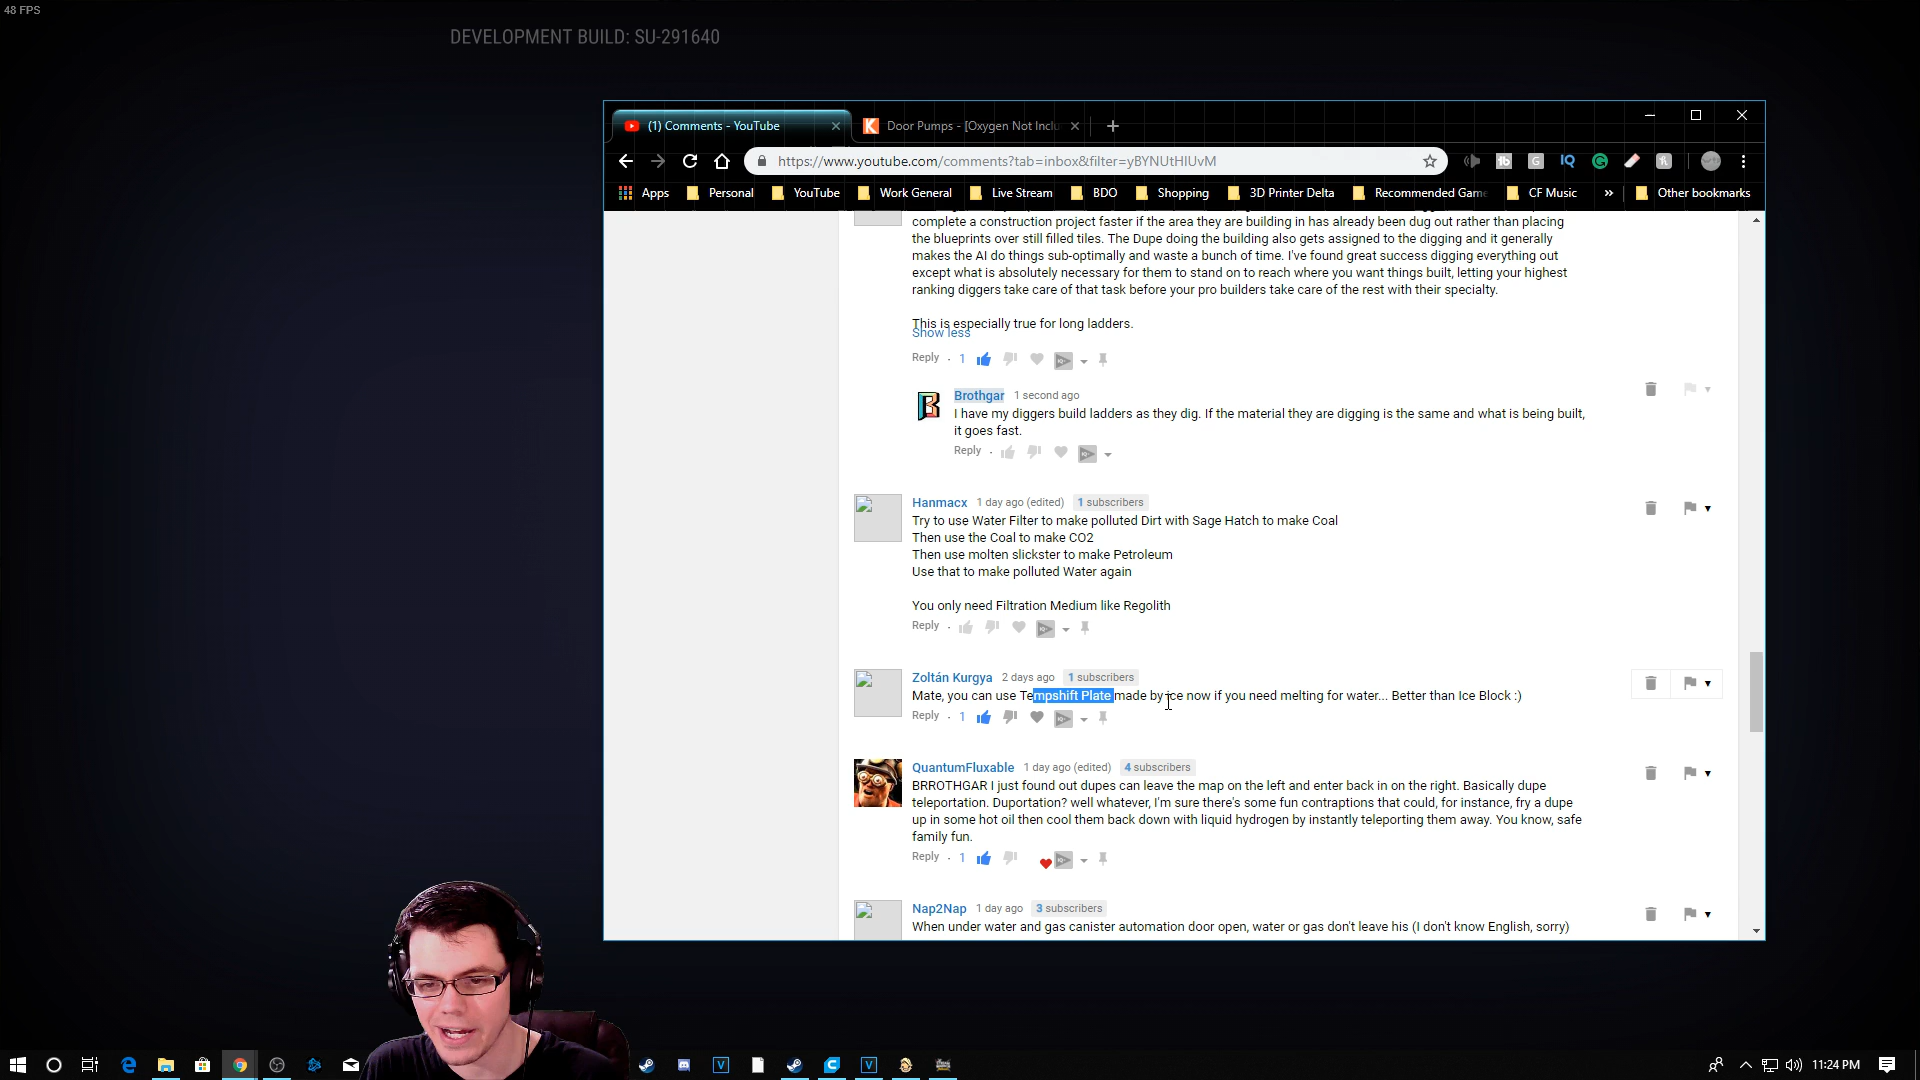 48 FPS
DEVELOPMENT BUILD: SU-291640
(1) Comments - YouTube
Door Pumps - [Oxygen Not Inclu
https://www.youtube.com/comments?tab=inbox&filter=yBYNUtHIUvM
Apps Personal YouTube Work General Live Stream BDO Shopping 3D Printer Delta Recommended Game CF Music » Other bookmarks
complete a construction project faster if the area they are building in has already been dug out rather than placing
the blueprints over still filled tiles. The Dupe doing the building also gets assigned to the digging and it generally
makes the AI do things sub-optimally and waste a bunch of time. I've found great success digging everything out
except what is absolutely necessary for them to stand on to reach where you want things built, letting your highest
ranking diggers take care of that task before your pro builders take care of the rest with their specialty.
This is especially true for long ladders.
Show less
Reply · 1
Brothgar 1 second ago
I have my diggers build ladders as they dig. If the material they are digging is the same and what is being built,
it goes fast.
Reply ·
Hanmacx 1 day ago (edited) 1 subscribers
Try to use Water Filter to make polluted Dirt with Sage Hatch to make Coal
Then use the Coal to make CO2
Then use molten slickster to make Petroleum
Use that to make polluted Water again
You only need Filtration Medium like Regolith
Reply ·
Zoltán Kurgya 2 days ago 1 subscribers
Mate, you can use Tempshift Plate made by ice now if you need melting for water... Better than Ice Block :)
Reply · 1
QuantumFluxable 1 day ago (edited) 4 subscribers
BRROTHGAR I just found out dupes can leave the map on the left and enter back in on the right. Basically dupe
teleportation. Duportation? well whatever, I'm sure there's some fun contraptions that could, for instance, fry a dupe
up in some hot oil then cool them back down with liquid hydrogen by instantly teleporting them away. You know, safe
family fun.
Reply · 1
Nap2Nap 1 day ago 3 subscribers
When under water and gas canister automation door open, water or gas don't leave his (I don't know English, sorry)
11:24 PM